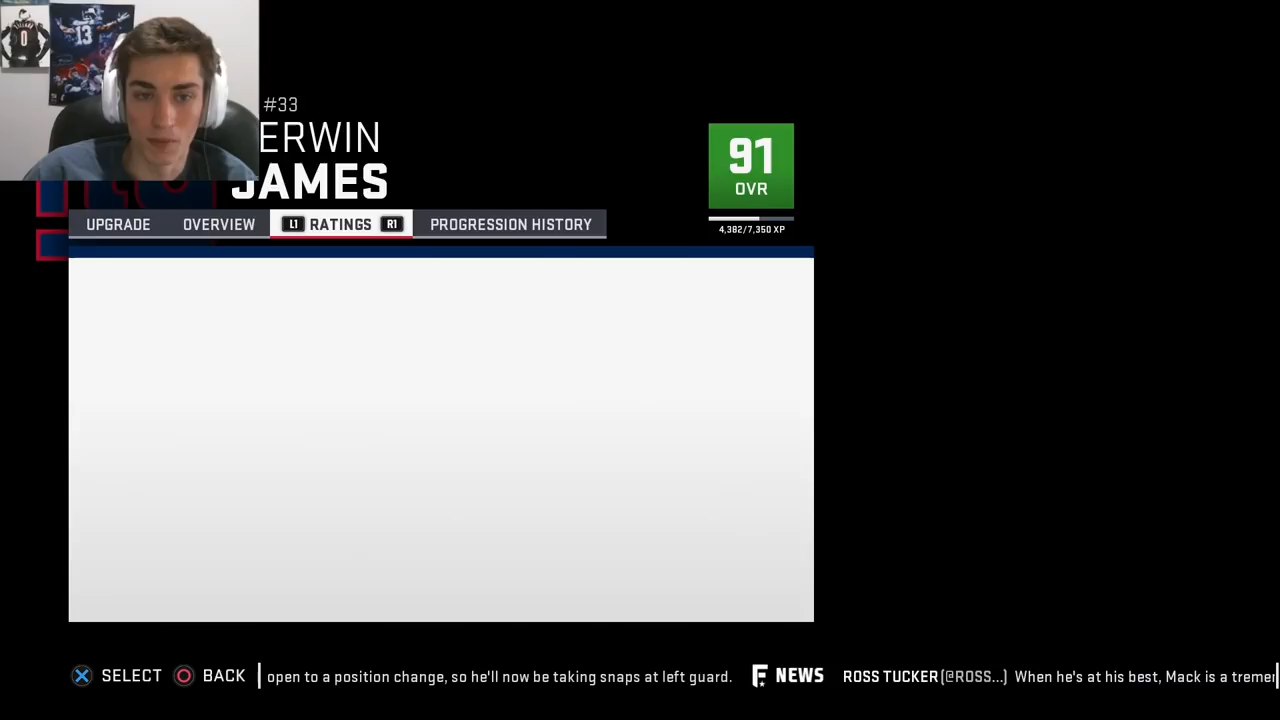 #33
ERWIN
JAMES
91
OVR
4,382/7,350 XP
UPGRADE OVERVIEW L1 RATINGS R1 PROGRESSION HISTORY
SELECT BACK open to a position change, so he'll now be taking snaps at left guard. NEWS ROSS TUCKER(@ROSS...) When he's at his best, Mack is a tremen
13
0